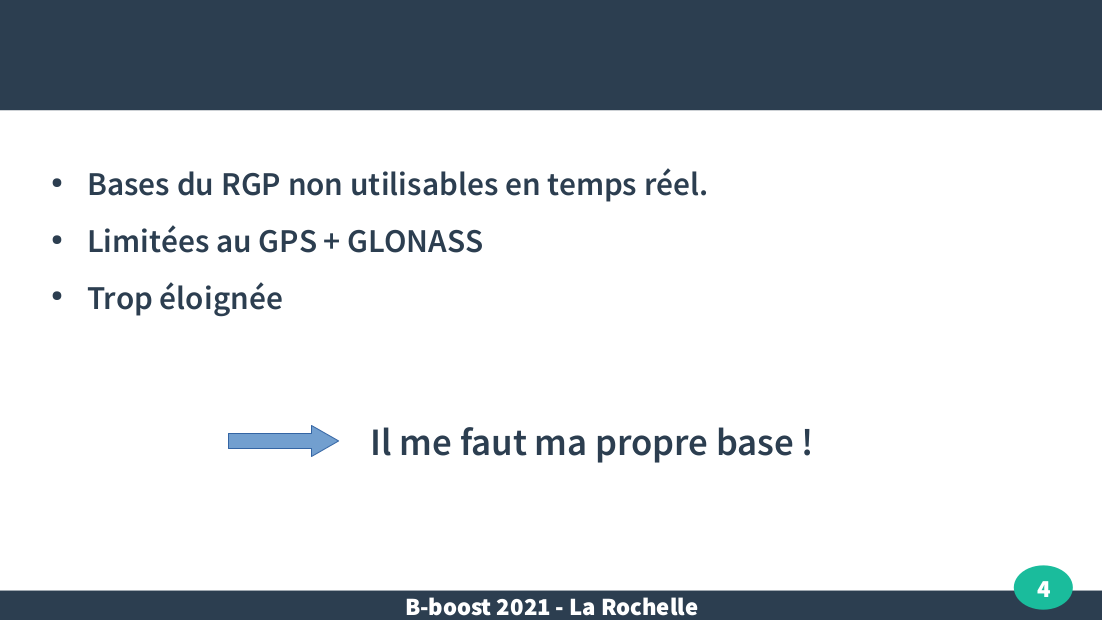 • Bases du RGP non utilisables en temps réel.
• Limitées au GPS + GLONASS
• Trop éloignée
Il me faut ma propre base !
4
B-boost 2021 - La Rochelle